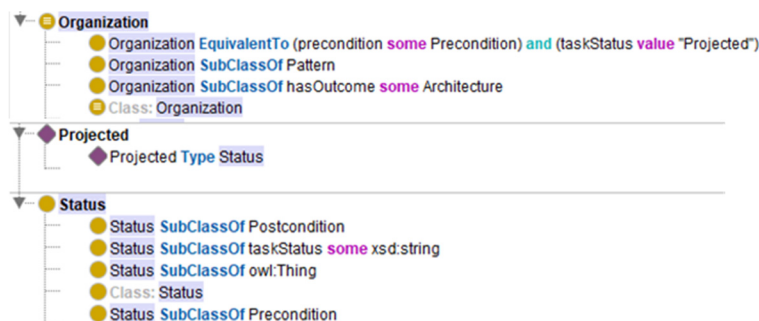 Organization
Organization EquivalentTo (precondition some Precondition) and (taskStatus value "Projected")
Organization SubClassOf Pattern
Organization SubClassOf hasOutcome some Architecture
Class: Organization
Projected
Projected Type Status
Status
Status SubClassOf Postcondition
Status SubClassOf taskStatus some xsd:string
Status SubClassOf owl:Thing
Class: Status
Status SubClassOf Precondition